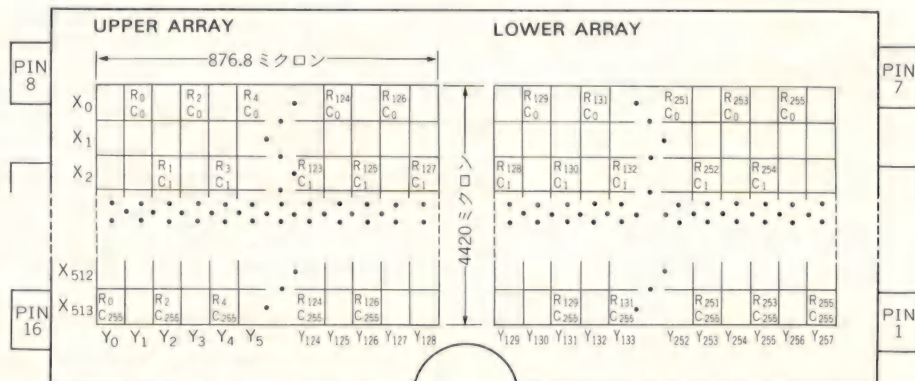 UPPER ARRAY LOWER ARRAY
876.8 ミクロン
PIN 8
PIN 7
X0 R0 R2 R4 R124 R126 R129 R131 R251 R253 R255
C0 C0 C0 C0 C0 C0 C0 C0 C0 C0
X1
X2 R1 R3 R123 R125 R127 R128 R130 R132 R252 R254
C1 C1 C1 C1 C1 C1 C1 C1 C1 C1
4420 ミクロン
X512
X513 R0 R2 R4 R124 R126 R129 R131 R251 R253 R255
C255 C255 C255 C255 C255 C255 C255 C255 C255 C255
PIN 16
PIN 1
Y0 Y1 Y2 Y3 Y4 Y5 Y124 Y125 Y126 Y127 Y128 Y129 Y130 Y131 Y132 Y133 Y252 Y253 Y254 Y255 Y256 Y257